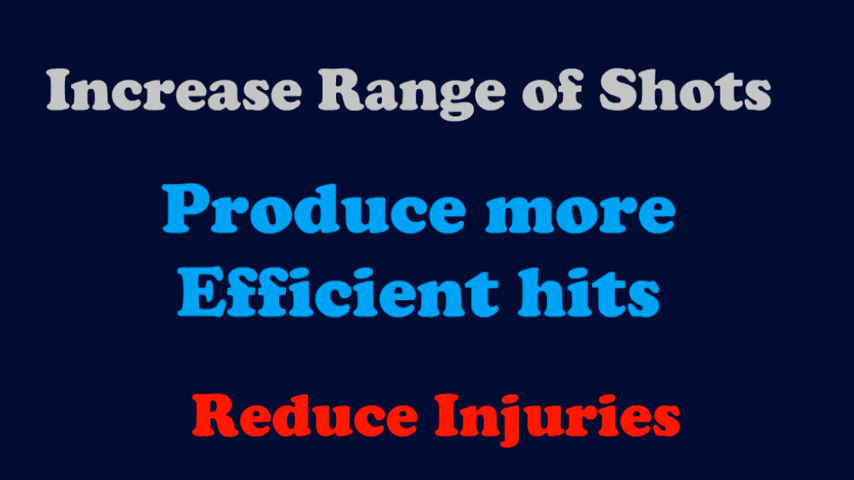 Increase Range of Shots
Produce more
Efficient hits
Reduce Injuries